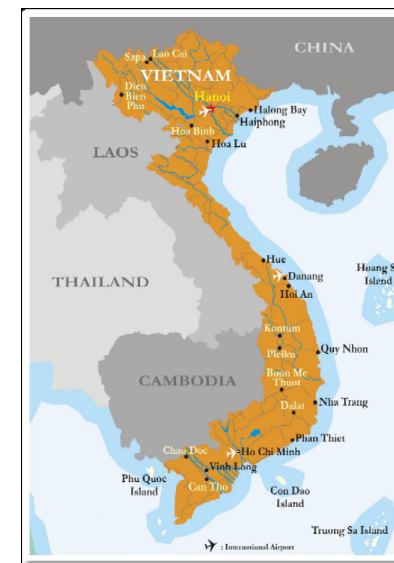 CHINA
Sapa
Lao Cai
VIETNAM
Dien
Bien
Phu
Hanoi
Halong Bay
Haiphong
Hoa Binh
Hoa Lu
LAOS
Hue
THAILAND
Danang
Hoi An
Hoang S
Island
Kontum
Pleiku
Quy Nhon
Buon Me
Thuot
CAMBODIA
Dalat
Nha Trang
Phan Thiet
Chau Doc
Ho Chi Minh
Vinh Long
Phu Quoc
Island
Can Tho
Con Dao
Island
Truong Sa Island
: International Airport